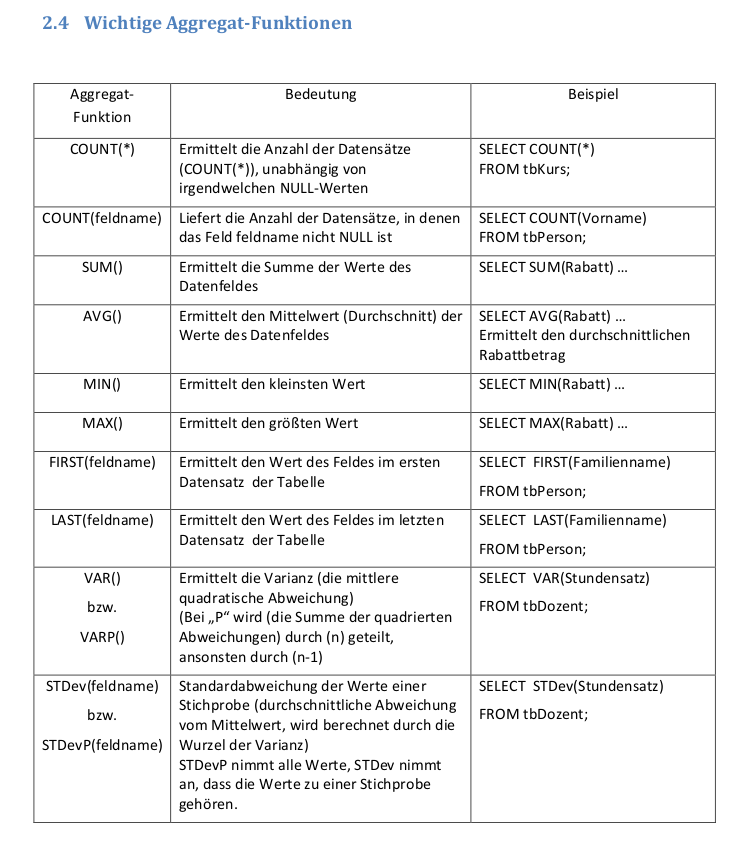 2.4 Wichtige Aggregat-Funktionen
Aggregat-
Funktion
Bedeutung
Beispiel
COUNT(*)
Ermittelt die Anzahl der Datensätze
(COUNT(*)), unabhängig von
irgendwelchen NULL-Werten
SELECT COUNT(*)
FROM tbKurs;
COUNT(feldname)
Liefert die Anzahl der Datensätze, in denen
das Feld feldname nicht NULL ist
SELECT COUNT(Vorname)
FROM tbPerson;
SUM()
Ermittelt die Summe der Werte des
Datenfeldes
SELECT SUM(Rabatt) …
AVG()
Ermittelt den Mittelwert (Durchschnitt) der
Werte des Datenfeldes
SELECT AVG(Rabatt) …
Ermittelt den durchschnittlichen
Rabattbetrag
MIN()
Ermittelt den kleinsten Wert
SELECT MIN(Rabatt) …
MAX()
Ermittelt den größten Wert
SELECT MAX(Rabatt) …
FIRST(feldname)
Ermittelt den Wert des Feldes im ersten
Datensatz der Tabelle
SELECT FIRST(Familienname)
FROM tbPerson;
LAST(feldname)
Ermittelt den Wert des Feldes im letzten
Datensatz der Tabelle
SELECT LAST(Familienname)
FROM tbPerson;
VAR()
bzw.
VARP()
Ermittelt die Varianz (die mittlere
quadratische Abweichung)
(Bei „P“ wird (die Summe der quadrierten
Abweichungen) durch (n) geteilt,
ansonsten durch (n-1)
SELECT VAR(Stundensatz)
FROM tbDozent;
STDev(feldname)
bzw.
STDevP(feldname)
Standardabweichung der Werte einer
Stichprobe (durchschnittliche Abweichung
vom Mittelwert, wird berechnet durch die
Wurzel der Varianz)
STDevP nimmt alle Werte, STDev nimmt
an, dass die Werte zu einer Stichprobe
gehören.
SELECT STDev(Stundensatz)
FROM tbDozent;